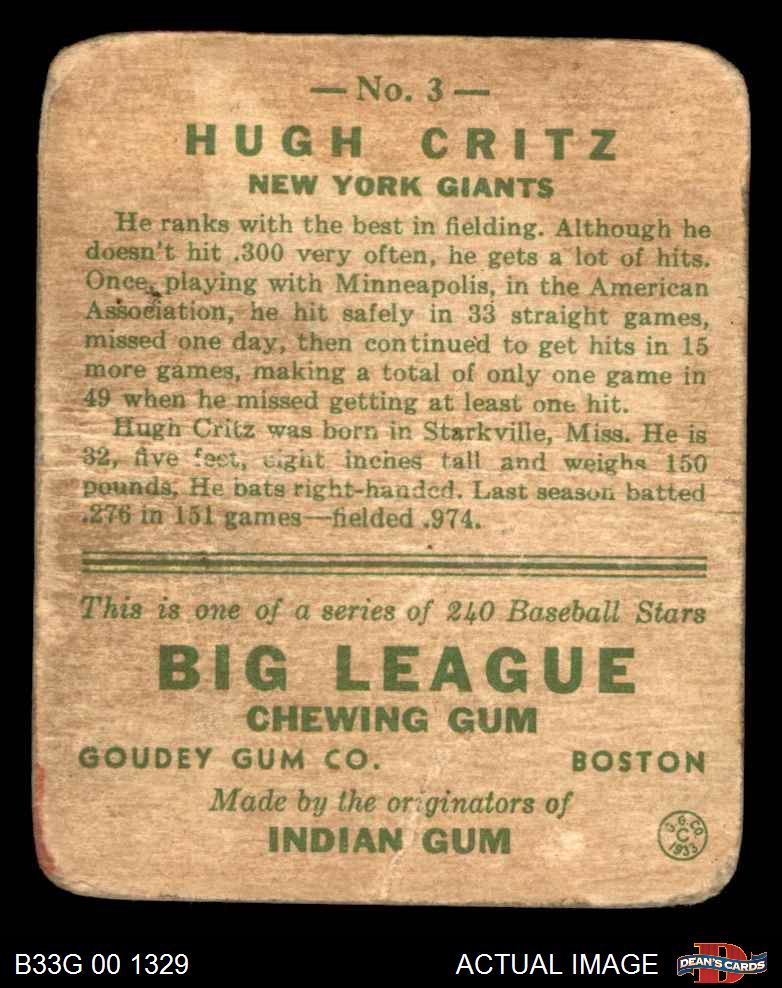 — No. 3 —
HUGH CRITZ
NEW YORK GIANTS
He ranks with the best in fielding. Although he
doesn't hit .300 very often, he gets a lot of hits.
Once, playing with Minneapolis, in the American
Association, he hit safely in 33 straight games,
missed one day, then continued to get hits in 15
more games, making a total of only one game in
49 when he missed getting at least one hit.
Hugh Critz was born in Starkville, Miss. He is
32, five feet, eight inches tall and weighs 150
pounds. He bats right-handed. Last season batted
.276 in 151 games—fielded .974.
This is one of a series of 240 Baseball Stars
BIG LEAGUE
CHEWING GUM
GOUDEY GUM CO. BOSTON
Made by the originators of
INDIAN GUM
G.G.CO.
C
1933
B33G 00 1329 ACTUAL IMAGE
D
DEAN'S CARDS